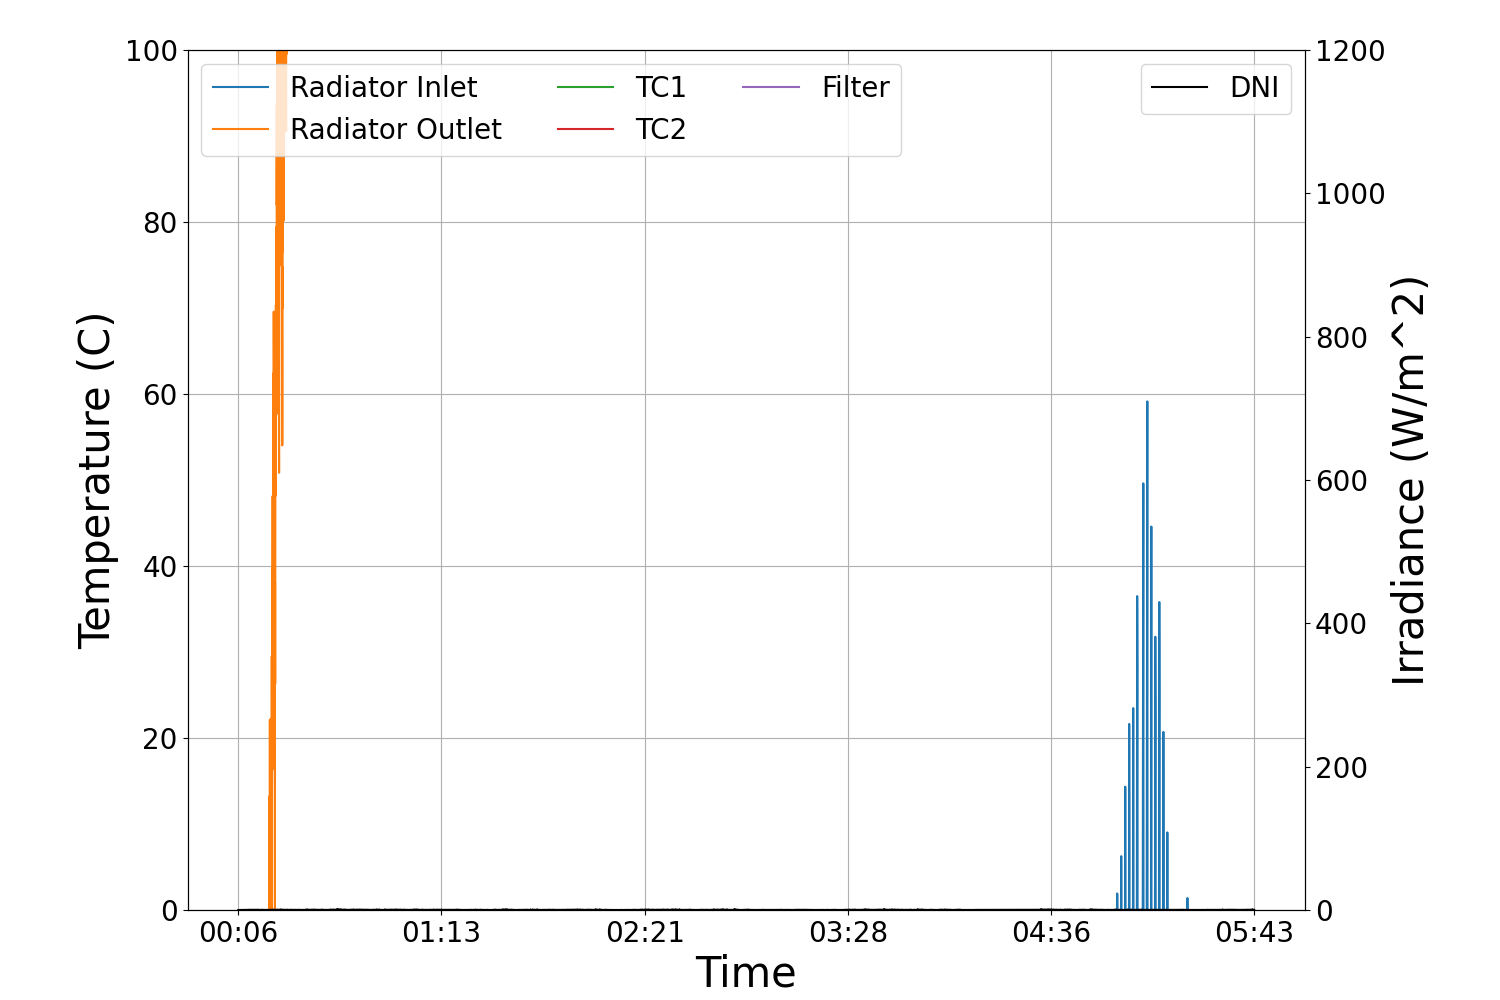 100
80
60
40
20
0
Temperature (C)
Radiator Inlet
Radiator Outlet
TC1
TC2
Filter
DNI
1200
1000
800
600
400
200
0
Irradiance (W/m^2)
00:06
01:13
02:21
03:28
04:36
05:43
Time